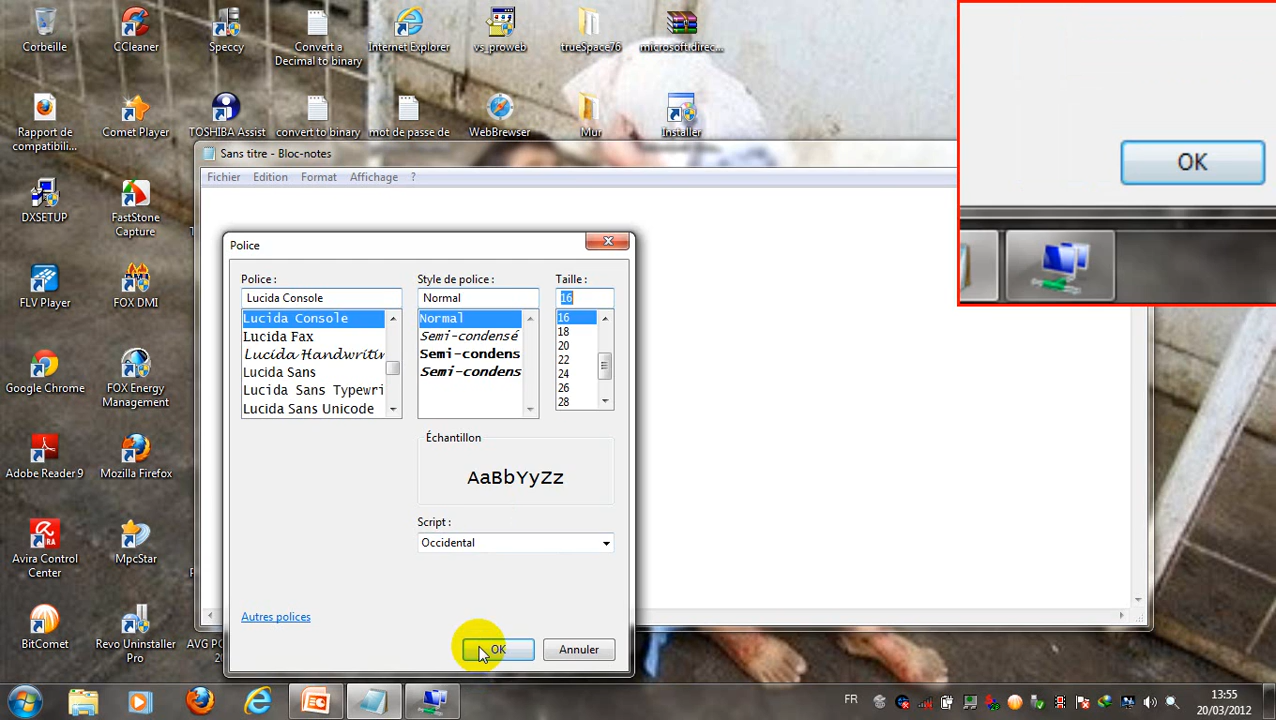 Corbeille
CCleaner
Speccy
Convert a
Decimal to binary
Internet Explorer
vs_proweb
trueSpace76
microsoft.direc...
Rapport de
compatibili...
Comet Player
TOSHIBA Assist
convert to binary
mot de passe de
WebBrowser
Mur
Installer
OK
Sans titre - Bloc-notes
Fichier Edition Format Affichage ?
DXSETUP
FastStone
Capture
Police
Police :
Style de police :
Taille :
Lucida Console
Normal
16
Lucida Console
Lucida Fax
Lucida Handwritin
Lucida Sans
Lucida Sans Typewri
Lucida Sans Unicode
Normal
Semi-condensé
Semi-condens
Semi-condens
16
18
20
22
24
26
28
FLV Player
FOX DMI
Google Chrome
FOX Energy
Management
Échantillon
AaBbYyZz
Adobe Reader 9
Mozilla Firefox
Script :
Occidental
Avira Control
Center
MpcStar
Autres polices
BitComet
Revo Uninstaller
Pro
AVG PC
OK
Annuler
FR
13:55
20/03/2012